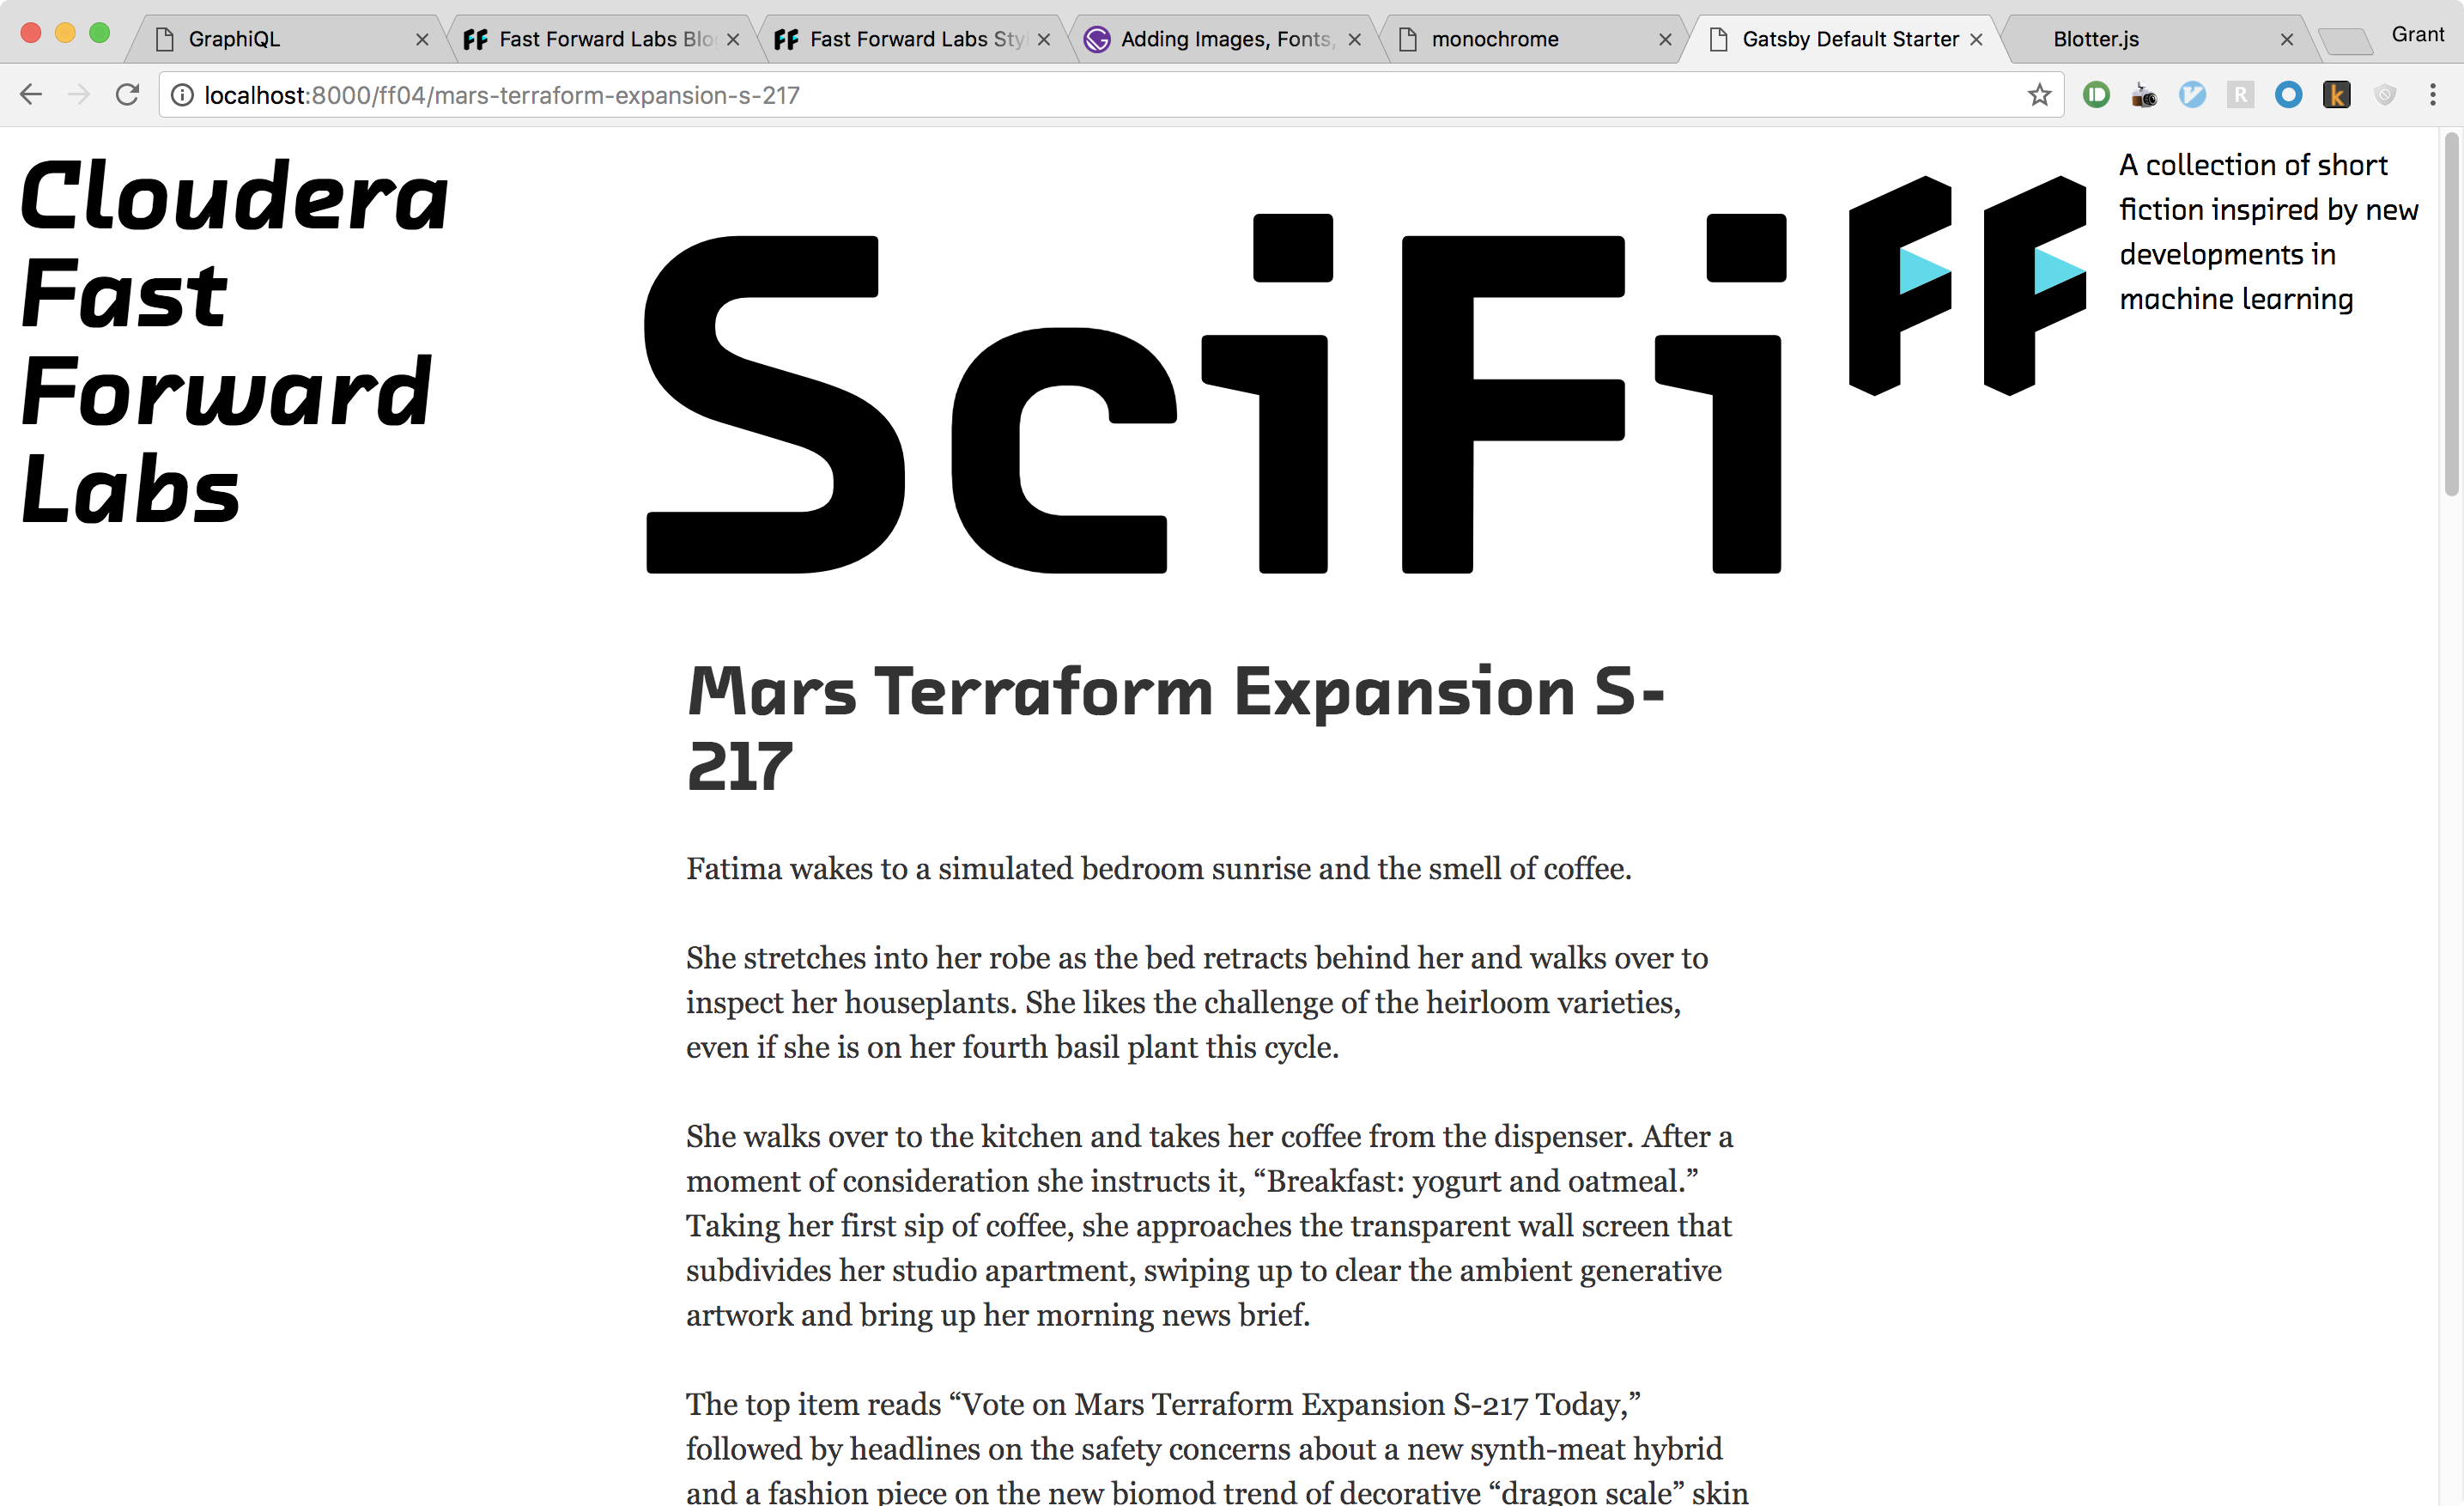 GraphiQL
Fast Forward Labs Blo
Fast Forward Labs Sty
Adding Images, Fonts,
monochrome
Gatsby Default Starter
Blotter.js
Grant
localhost:8000/ff04/mars-terraform-expansion-s-217
Cloudera
Fast
Forward
Labs
SciFi FF
A collection of short
fiction inspired by new
developments in
machine learning
Mars Terraform Expansion S-
217
Fatima wakes to a simulated bedroom sunrise and the smell of coffee.
She stretches into her robe as the bed retracts behind her and walks over to
inspect her houseplants. She likes the challenge of the heirloom varieties,
even if she is on her fourth basil plant this cycle.
She walks over to the kitchen and takes her coffee from the dispenser. After a
moment of consideration she instructs it, “Breakfast: yogurt and oatmeal.”
Taking her first sip of coffee, she approaches the transparent wall screen that
subdivides her studio apartment, swiping up to clear the ambient generative
artwork and bring up her morning news brief.
The top item reads “Vote on Mars Terraform Expansion S-217 Today,”
followed by headlines on the safety concerns about a new synth-meat hybrid
and a fashion piece on the new biomod trend of decorative “dragon scale” skin